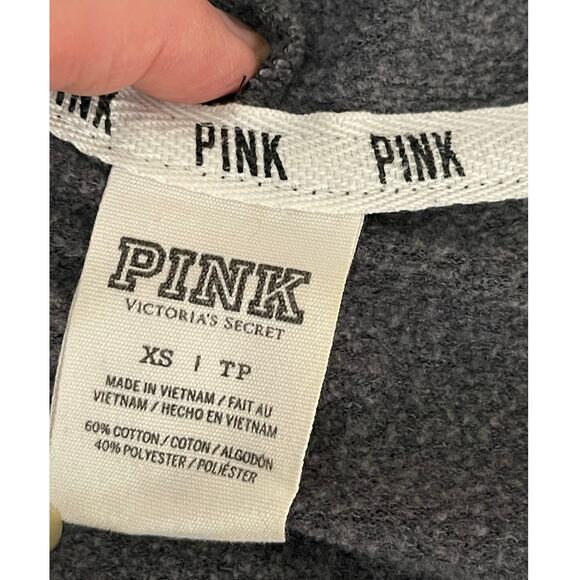 PINK PINK PINK
PINK
VICTORIA'S SECRET
XS | TP
MADE IN VIETNAM / FAIT AU
VIETNAM / HECHO EN VIETNAM
60% COTTON / COTON / ALGODÓN
40% POLYESTER / POLIÉSTER